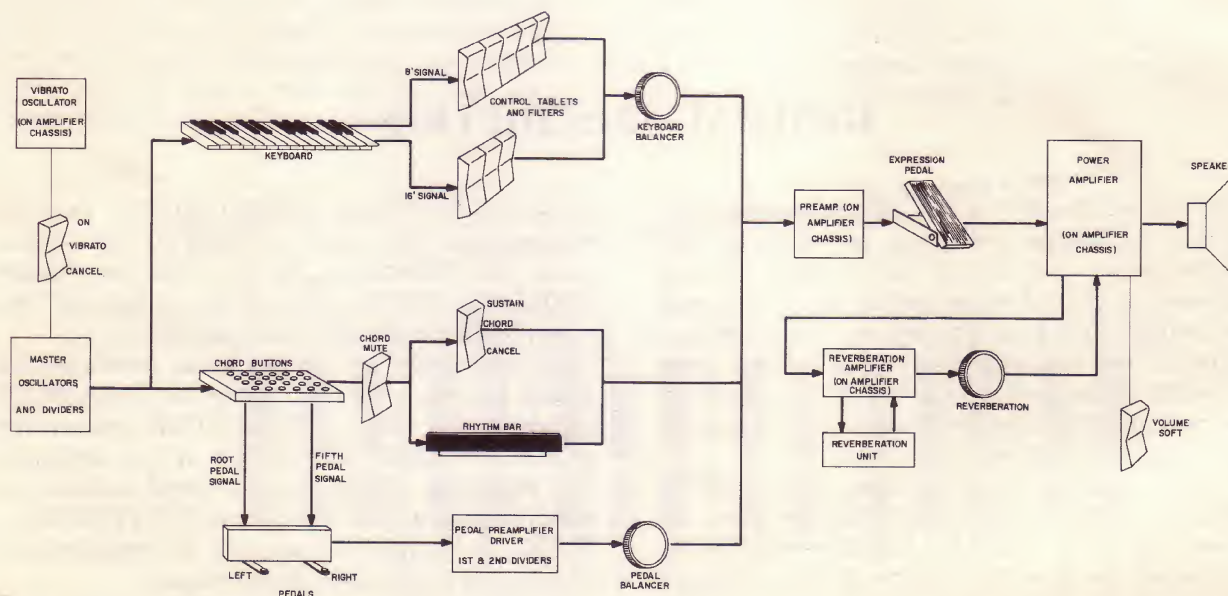 VIBRATO
OSCILLATOR
(ON AMPLIFIER
CHASSIS)
ON
VIBRATO
CANCEL
MASTER
OSCILLATORS
AND DIVIDERS
KEYBOARD
8' SIGNAL
16' SIGNAL
CONTROL TABLETS
AND FILTERS
KEYBOARD
BALANCER
CHORD BUTTONS
CHORD
MUTE
SUSTAIN
CHORD
CANCEL
RHYTHM BAR
ROOT
PEDAL
SIGNAL
FIFTH
PEDAL
SIGNAL
LEFT
RIGHT
PEDALS
PEDAL PREAMPLIFIER
DRIVER
1ST & 2ND DIVIDERS
PEDAL
BALANCER
PREAMP. (ON
AMPLIFIER
CHASSIS)
EXPRESSION
PEDAL
POWER
AMPLIFIER
(ON AMPLIFIER
CHASSIS)
SPEAKE
REVERBERATION
AMPLIFIER
(ON AMPLIFIER
CHASSIS)
REVERBERATION
UNIT
REVERBERATION
VOLUME
SOFT